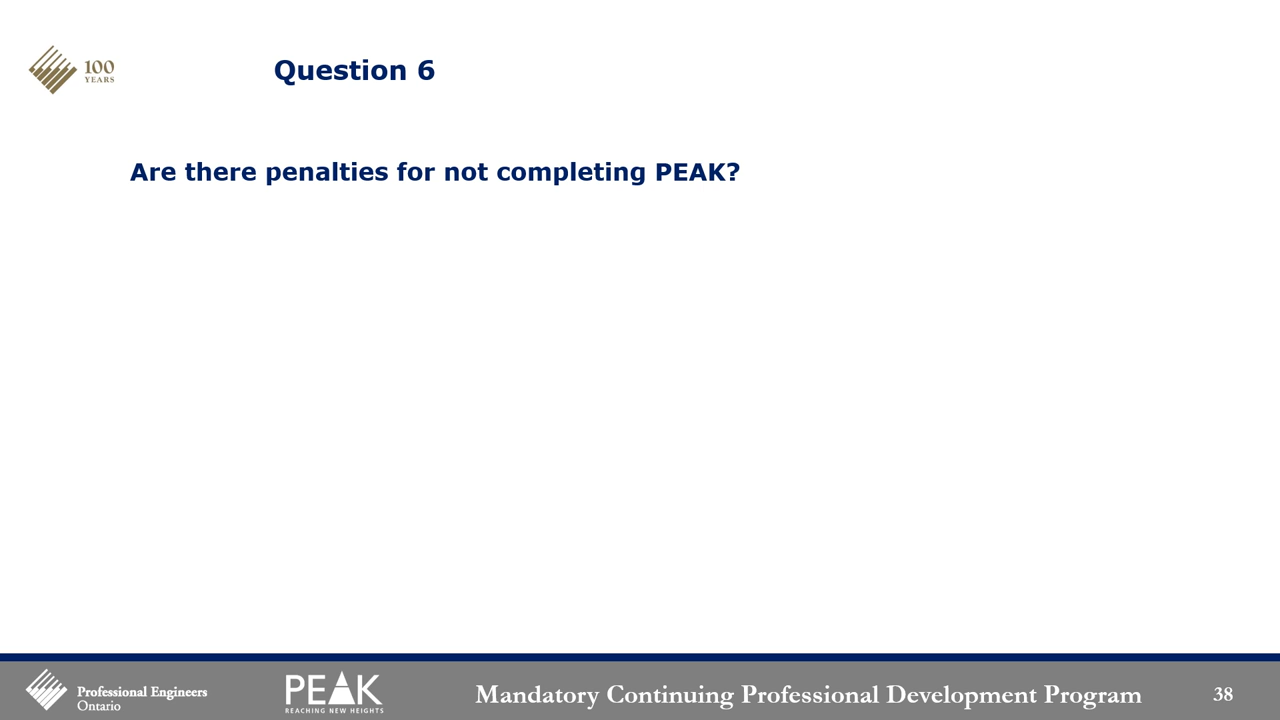 100
YEARS
Question 6
Are there penalties for not completing PEAK?
Professional Engineers
Ontario
PEAK
REACHING NEW HEIGHTS
Mandatory Continuing Professional Development Program
38